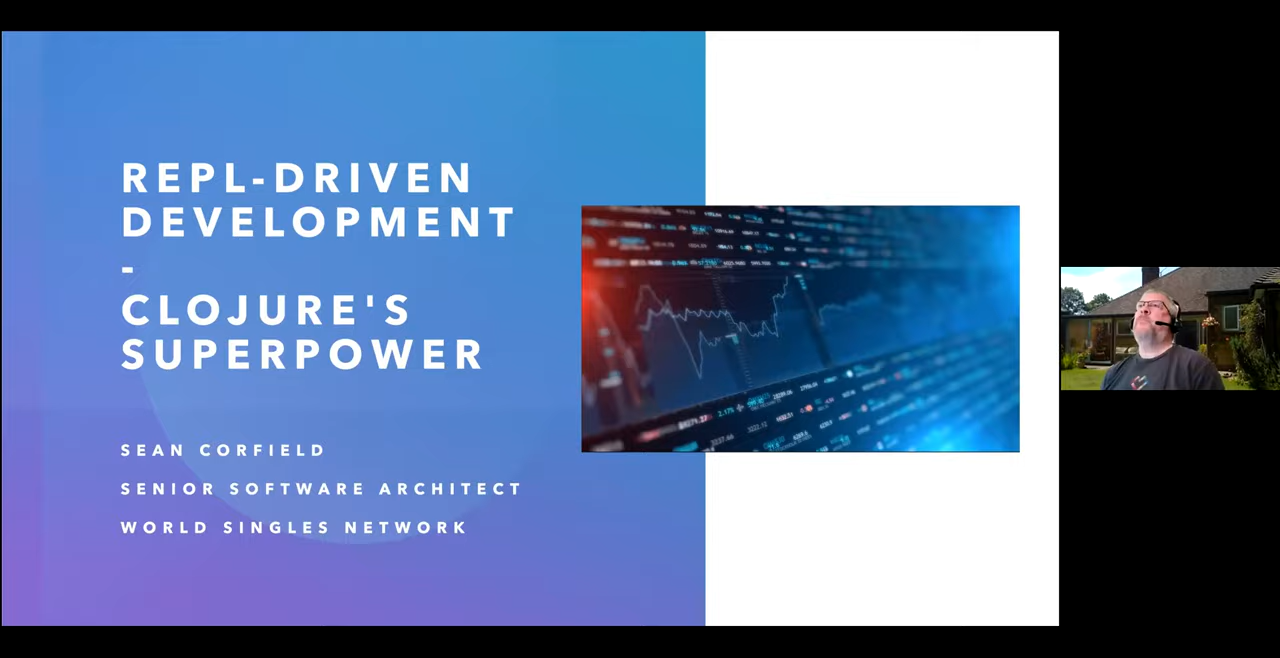 REPL-DRIVEN
DEVELOPMENT
-
CLOJURE'S
SUPERPOWER
SEAN CORFIELD
SENIOR SOFTWARE ARCHITECT
WORLD SINGLES NETWORK